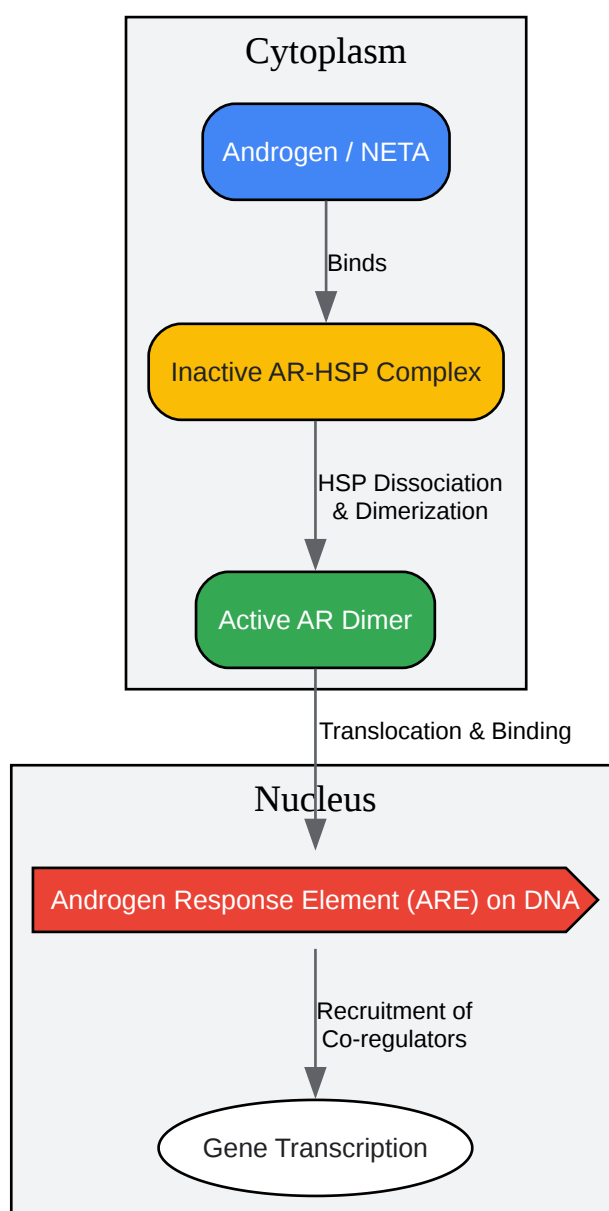 Cytoplasm
Androgen / NETA
Binds
Inactive AR-HSP Complex
HSP Dissociation
& Dimerization
Active AR Dimer
Translocation & Binding
Nucleus
Androgen Response Element (ARE) on DNA
Recruitment of
Co-regulators
Gene Transcription